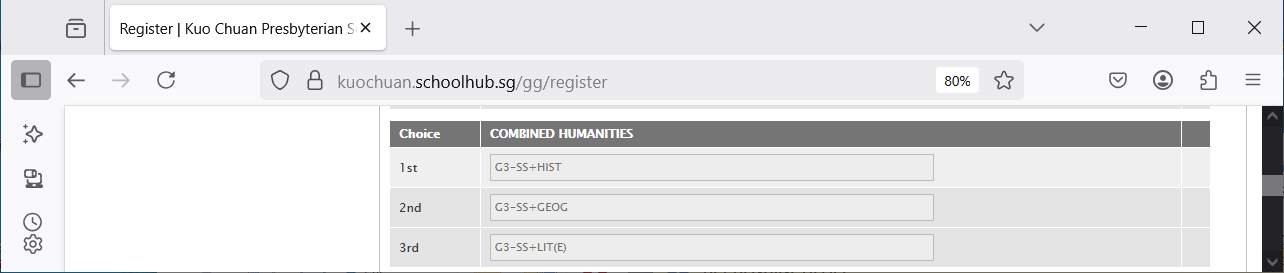 Register | Kuo Chuan Presbyterian S
kuochuan.schoolhub.sg/gg/register 80%
Choice COMBINED HUMANITIES
1st G3-SS+HIST
2nd G3-SS+GEOG
3rd G3-SS+LIT(E)